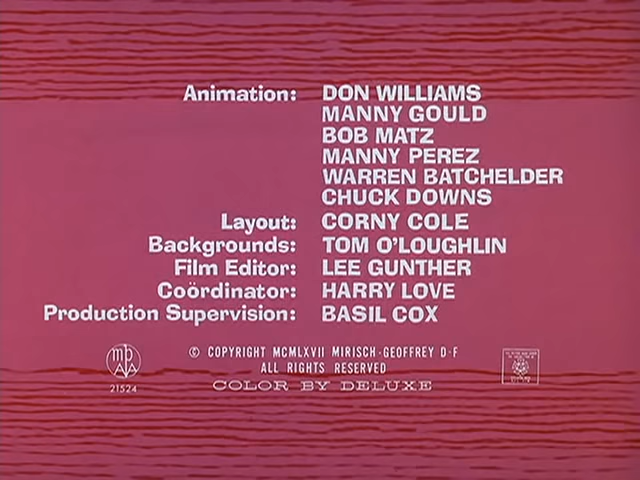 Animation: DON WILLIAMS
MANNY GOULD
BOB MATZ
MANNY PEREZ
WARREN BATCHELDER
CHUCK DOWNS
Layout: CORNY COLE
Backgrounds: TOM O'LOUGHLIN
Film Editor: LEE GUNTHER
Coördinator: HARRY LOVE
Production Supervision: BASIL COX
© COPYRIGHT MCMLXVII MIRISCH-GEOFFREY D-F
ALL RIGHTS RESERVED
COLOR BY DELUXE
21524